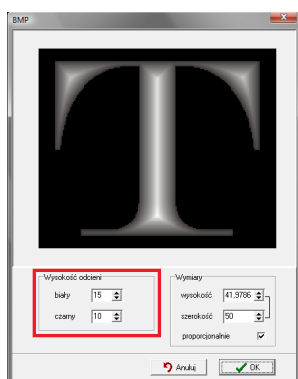 BMP
T
Wysokość odcieni
biały 15
czarny 10
Wymiary
wysokość 41,9786
szerokość 50
proporcjonalnie
Anuluj
OK